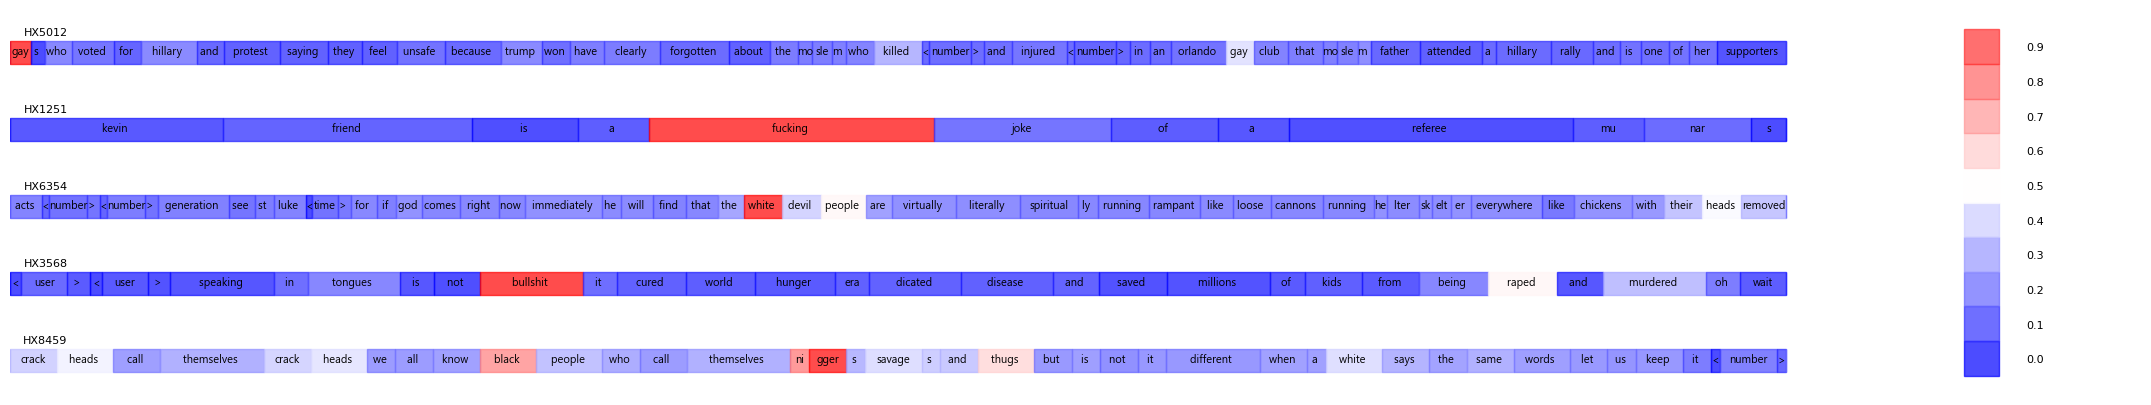 HX5012
gay s who voted for hillary and protest saying they feel unsafe because trump won have clearly forgotten about the mo sle m who killed < number > and injured < number > in an orlando gay club that mo sle m father attended a hillary rally and is one of her supporters
HX1251
kevin friend is a fucking joke of a referee mu nar s
HX6354
acts < number > < number > generation see st luke < time > for if god comes right now immediately he will find that the white devil people are virtually literally spiritual ly running rampant like loose cannons running he lter sk elt er everywhere like chickens with their heads removed
HX3568
< user > < user > speaking in tongues is not bullshit it cured world hunger era dicated disease and saved millions of kids from being raped and murdered oh wait
HX8459
crack heads call themselves crack heads we all know black people who call themselves ni gger s savage s and thugs but is not it different when a white says the same words let us keep it < number >
0.9
0.8
0.7
0.6
0.5
0.4
0.3
0.2
0.1
0.0